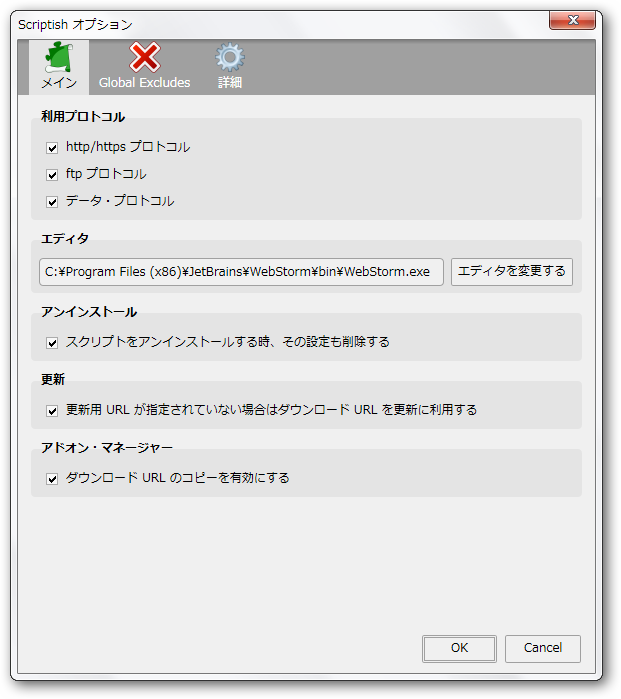 Scriptish オプション
メイン
Global Excludes
詳細
利用プロトコル
http/https プロトコル
ftp プロトコル
データ・プロトコル
エディタ
C:¥Program Files (x86)¥JetBrains¥WebStorm¥bin¥WebStorm.exe
エディタを変更する
アンインストール
スクリプトをアンインストールする時、その設定も削除する
更新
更新用 URL が指定されていない場合はダウンロード URL を更新に利用する
アドオン・マネージャー
ダウンロード URL のコピーを有効にする
OK
Cancel